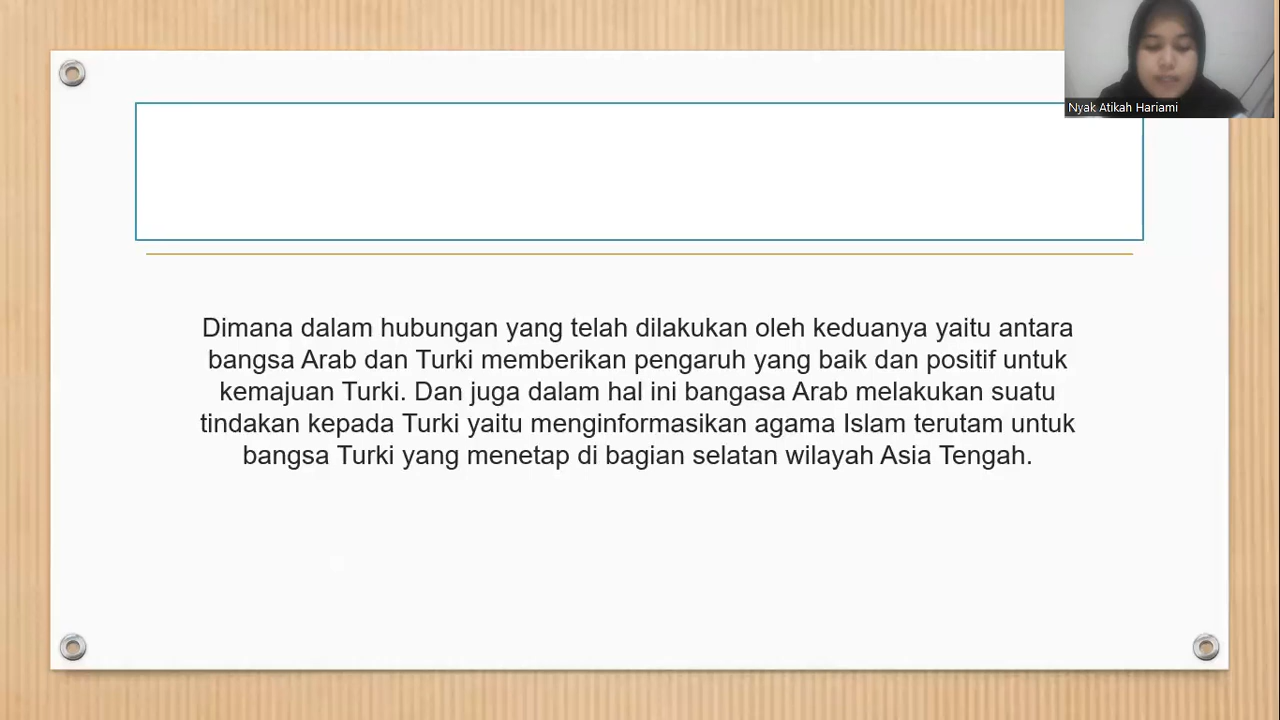 Nyak Atikah Hariami
Dimana dalam hubungan yang telah dilakukan oleh keduanya yaitu antara
bangsa Arab dan Turki memberikan pengaruh yang baik dan positif untuk
kemajuan Turki. Dan juga dalam hal ini bangasa Arab melakukan suatu
tindakan kepada Turki yaitu menginformasikan agama Islam terutam untuk
bangsa Turki yang menetap di bagian selatan wilayah Asia Tengah.